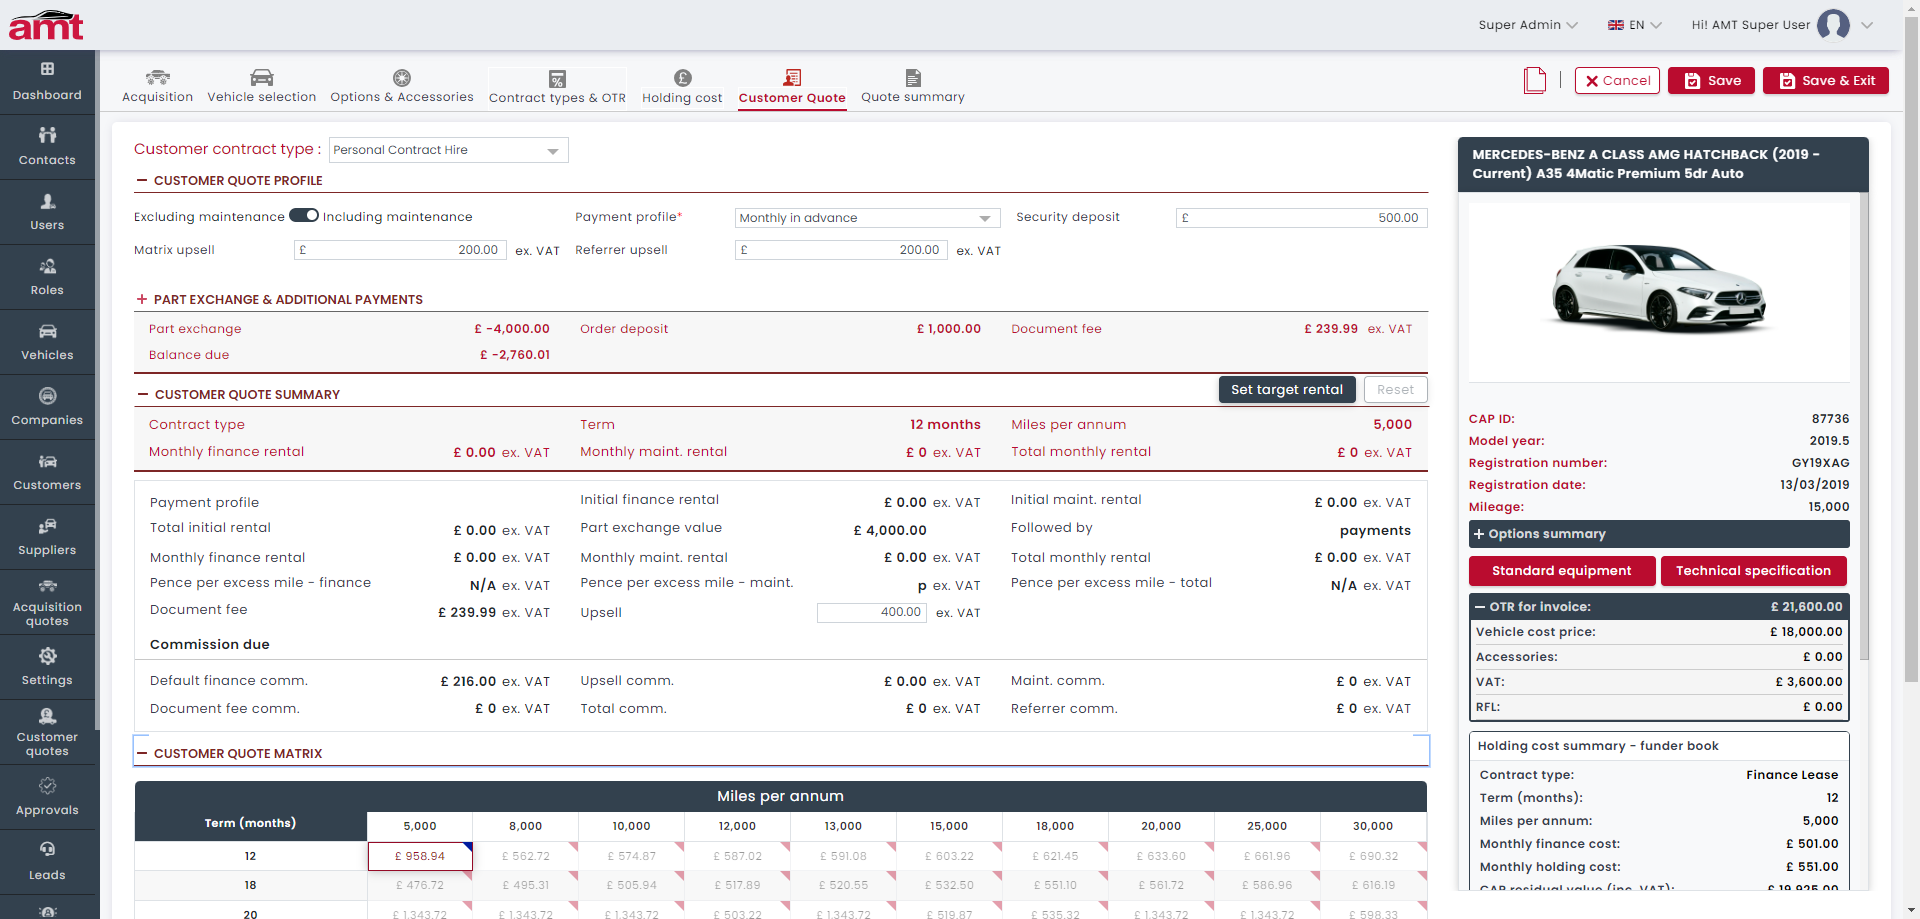 amt
Super Admin
EN
Hi! AMT Super User
Dashboard
Contacts
Users
Roles
Vehicles
Companies
Customers
Suppliers
Acquisition
quotes
Settings
Customer
quotes
Approvals
Leads
Acquisition
Vehicle selection
Options & Accessories
Contract types & OTR
Holding cost
Customer Quote
Quote summary
Cancel
Save
Save & Exit
Customer contract type : Personal Contract Hire
CUSTOMER QUOTE PROFILE
Excluding maintenance Including maintenance Payment profile* Monthly in advance Security deposit £ 500.00
Matrix upsell £ 200.00 ex. VAT Referrer upsell £ 200.00 ex. VAT
PART EXCHANGE & ADDITIONAL PAYMENTS
Part exchange £ -4,000.00 Order deposit £ 1,000.00 Document fee £ 239.99 ex. VAT
Balance due £ -2,760.01
CUSTOMER QUOTE SUMMARY Set target rental Reset
Contract type Term 12 months Miles per annum 5,000
Monthly finance rental £ 0.00 ex. VAT Monthly maint. rental £ 0 ex. VAT Total monthly rental £ 0 ex. VAT
Payment profile Initial finance rental £ 0.00 ex. VAT Initial maint. rental £ 0.00 ex. VAT
Total initial rental £ 0.00 ex. VAT Part exchange value £ 4,000.00 Followed by payments
Monthly finance rental £ 0.00 ex. VAT Monthly maint. rental £ 0.00 ex. VAT Total monthly rental £ 0.00 ex. VAT
Pence per excess mile - finance N/A ex. VAT Pence per excess mile - maint. p ex. VAT Pence per excess mile - total N/A ex. VAT
Document fee £ 239.99 ex. VAT Upsell 400.00 ex. VAT
Commission due
Default finance comm. £ 216.00 ex. VAT Upsell comm. £ 0.00 ex. VAT Maint. comm. £ 0 ex. VAT
Document fee comm. £ 0 ex. VAT Total comm. £ 0 ex. VAT Referrer comm. £ 0 ex. VAT
CUSTOMER QUOTE MATRIX
Miles per annum
Term (months) 5,000 8,000 10,000 12,000 13,000 15,000 18,000 20,000 25,000 30,000
12 £ 958.94 £ 562.72 £ 574.87 £ 587.02 £ 591.08 £ 603.22 £ 621.45 £ 633.60 £ 661.96 £ 690.32
18 £ 476.72 £ 495.31 £ 505.94 £ 517.89 £ 520.55 £ 532.50 £ 551.10 £ 561.72 £ 586.96 £ 616.19
20 £ 1,343.72 £ 1,343.72 £ 1,343.72 £ 503.22 £ 1,343.72 £ 519.87 £ 535.32 £ 1,343.72 £ 1,343.72 £ 598.33
MERCEDES-BENZ A CLASS AMG HATCHBACK (2019 -
Current) A35 4Matic Premium 5dr Auto
CAP ID: 87736
Model year: 2019.5
Registration number: GY19XAG
Registration date: 13/03/2019
Mileage: 15,000
Options summary
Standard equipment Technical specification
OTR for invoice: £ 21,600.00
Vehicle cost price: £ 18,000.00
Accessories: £ 0.00
VAT: £ 3,600.00
RFL: £ 0.00
Holding cost summary - funder book
Contract type: Finance Lease
Term (months): 12
Miles per annum: 5,000
Monthly finance cost: £ 501.00
Monthly holding cost: £ 551.00
CAP residual value (inc. VAT): £ 19,925.00